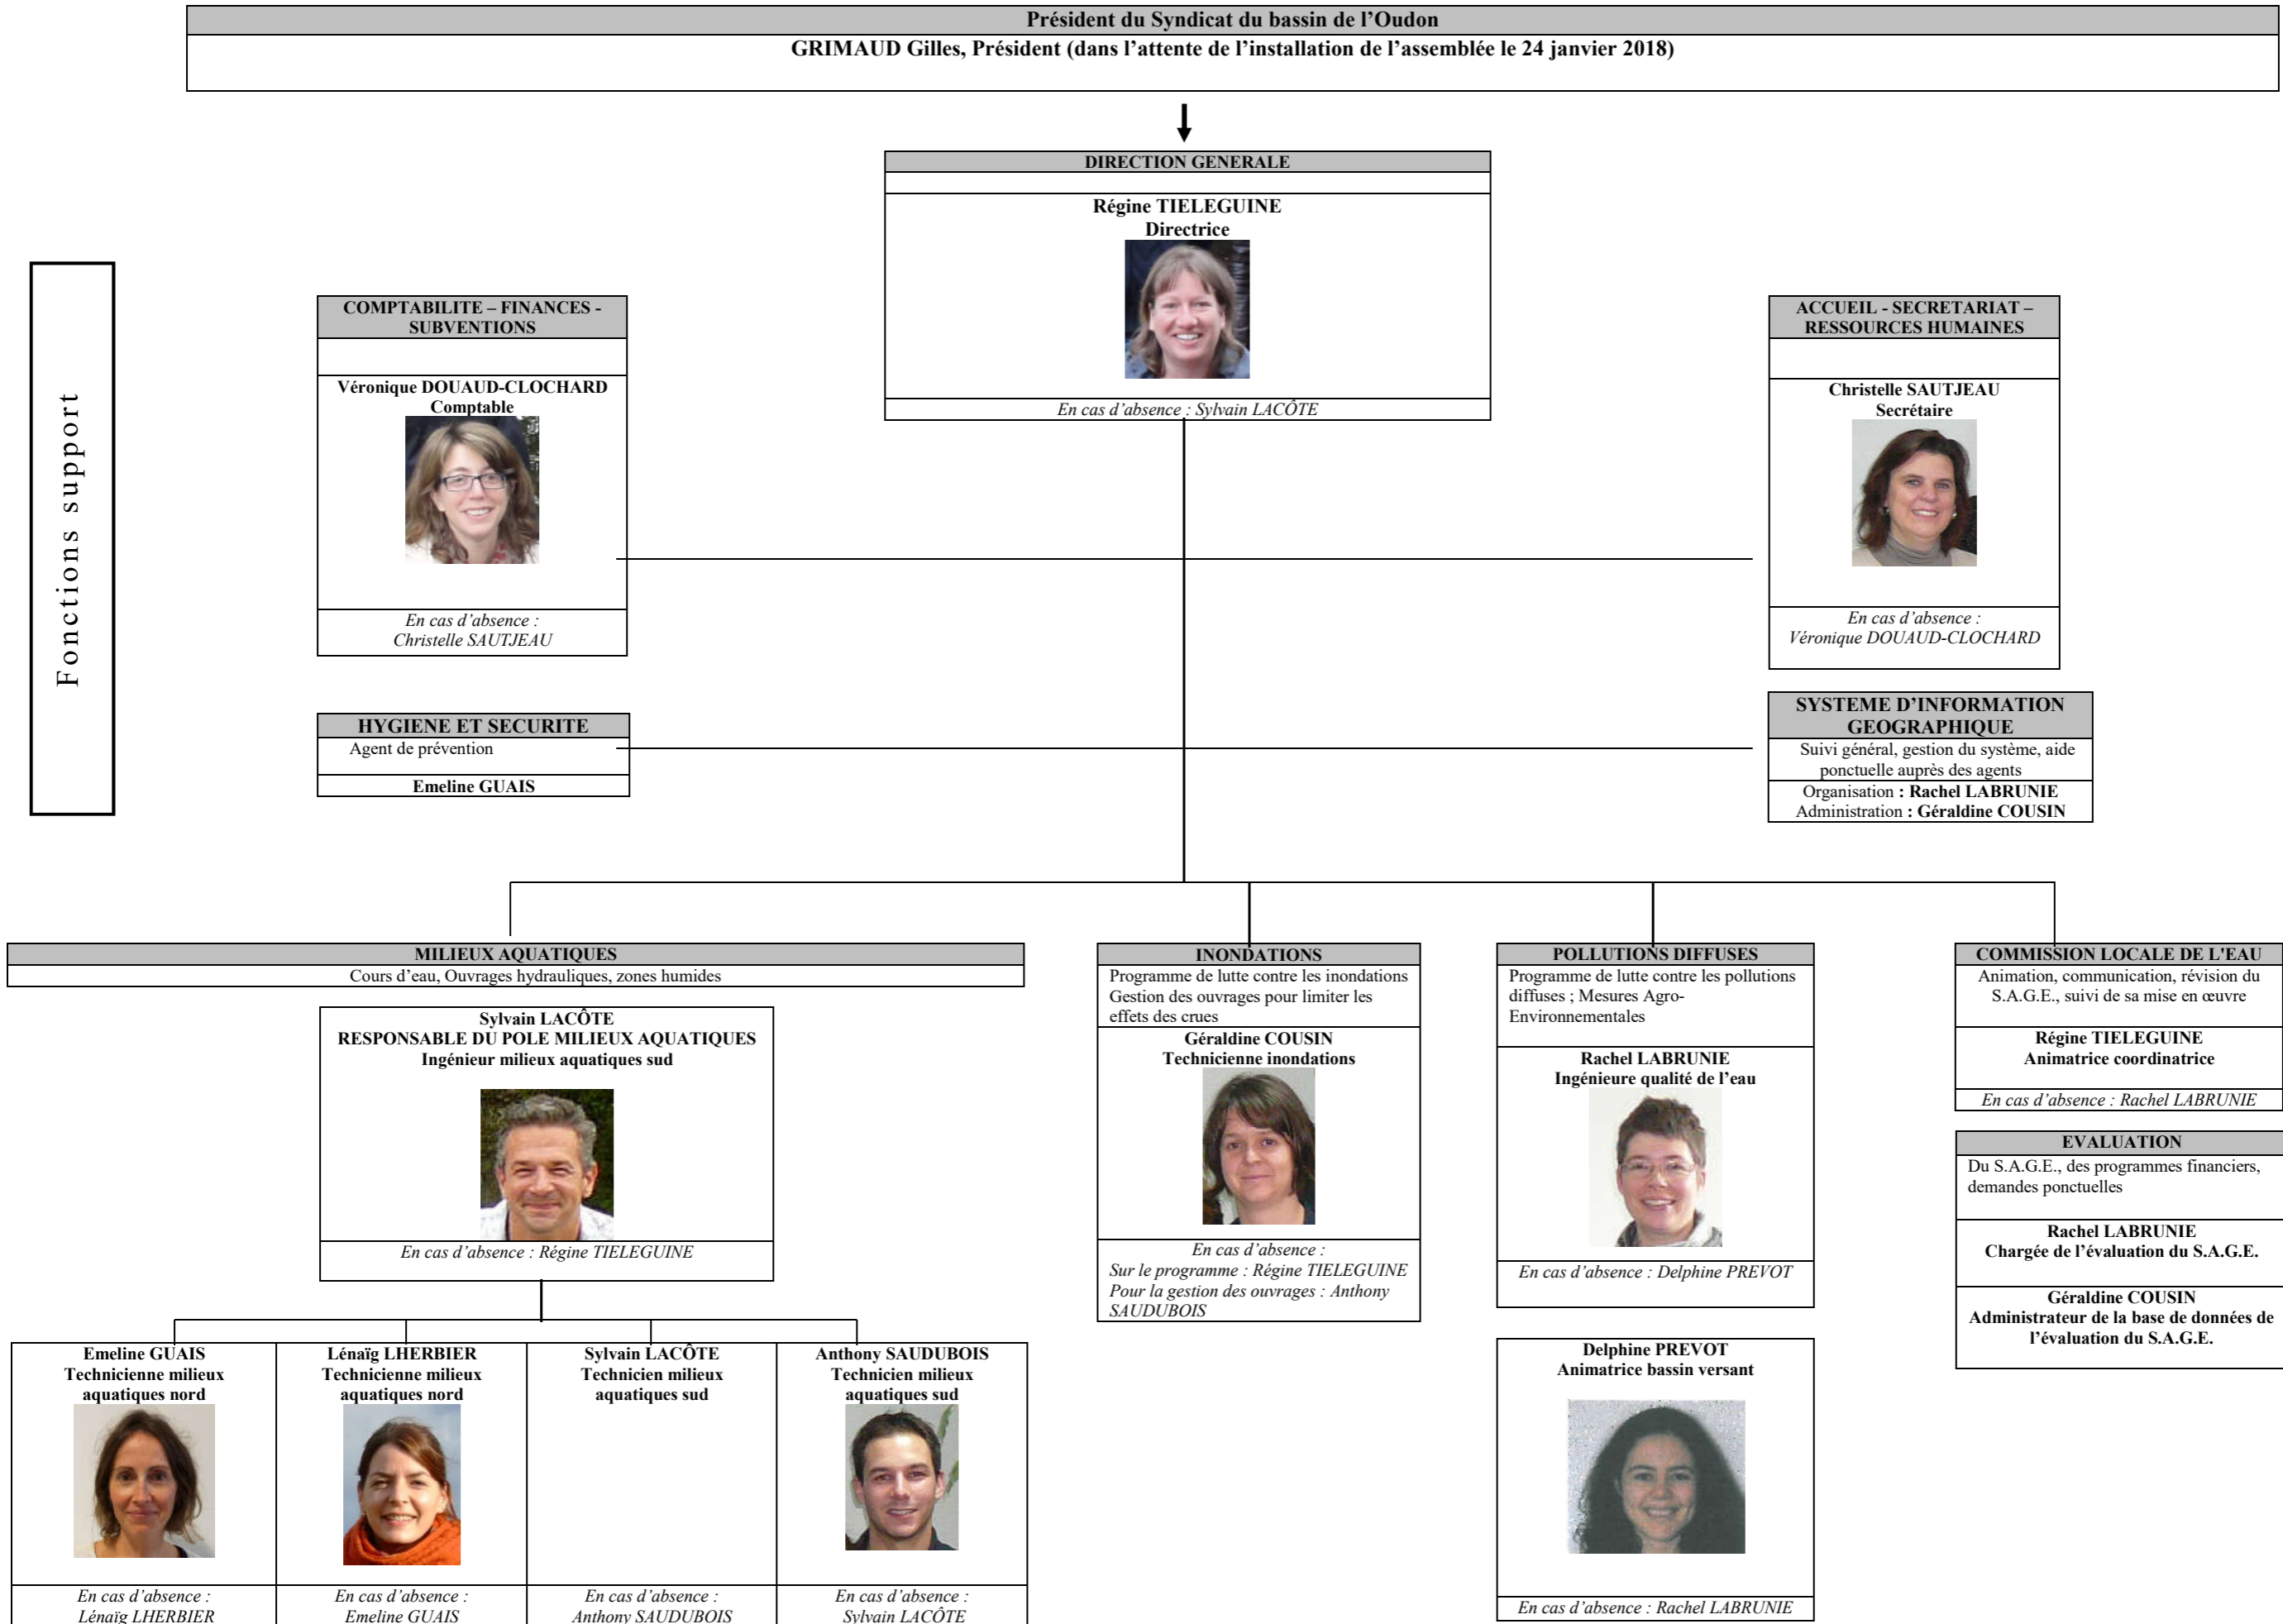 Président du Syndicat du bassin de l'Oudon
GRIMAUD Gilles, Président (dans l'attente de l'installation de l'assemblée le 24 janvier 2018)
DIRECTION GENERALE
Régine TIELEGUINE
Directrice
En cas d'absence : Sylvain LACÔTE
Fonctions support
COMPTABILITE – FINANCES -
SUBVENTIONS
Véronique DOUAUD-CLOCHARD
Comptable
En cas d'absence :
Christelle SAUTJEAU
ACCUEIL - SECRETARIAT –
RESSOURCES HUMAINES
Christelle SAUTJEAU
Secrétaire
En cas d'absence :
Véronique DOUAUD-CLOCHARD
HYGIENE ET SECURITE
Agent de prévention
Emeline GUAIS
SYSTEME D'INFORMATION
GEOGRAPHIQUE
Suivi général, gestion du système, aide
ponctuelle auprès des agents
Organisation : Rachel LABRUNIE
Administration : Géraldine COUSIN
MILIEUX AQUATIQUES
Cours d'eau, Ouvrages hydrauliques, zones humides
Sylvain LACÔTE
RESPONSABLE DU POLE MILIEUX AQUATIQUES
Ingénieur milieux aquatiques sud
En cas d'absence : Régine TIELEGUINE
Emeline GUAIS
Technicienne milieux
aquatiques nord
En cas d'absence :
Lénaïg LHERBIER
Lénaïg LHERBIER
Technicienne milieux
aquatiques nord
En cas d'absence :
Emeline GUAIS
Sylvain LACÔTE
Technicien milieux
aquatiques sud
En cas d'absence :
Anthony SAUDUBOIS
Anthony SAUDUBOIS
Technicien milieux
aquatiques sud
En cas d'absence :
Sylvain LACÔTE
INONDATIONS
Programme de lutte contre les inondations
Gestion des ouvrages pour limiter les
effets des crues
Géraldine COUSIN
Technicienne inondations
En cas d'absence :
Sur le programme : Régine TIELEGUINE
Pour la gestion des ouvrages : Anthony
SAUDUBOIS
POLLUTIONS DIFFUSES
Programme de lutte contre les pollutions
diffuses ; Mesures Agro-
Environnementales
Rachel LABRUNIE
Ingénieure qualité de l'eau
En cas d'absence : Delphine PREVOT
Delphine PREVOT
Animatrice bassin versant
En cas d'absence : Rachel LABRUNIE
COMMISSION LOCALE DE L'EAU
Animation, communication, révision du
S.A.G.E., suivi de sa mise en œuvre
Régine TIELEGUINE
Animatrice coordinatrice
En cas d'absence : Rachel LABRUNIE
EVALUATION
Du S.A.G.E., des programmes financiers,
demandes ponctuelles
Rachel LABRUNIE
Chargée de l'évaluation du S.A.G.E.
Géraldine COUSIN
Administrateur de la base de données de
l'évaluation du S.A.G.E.